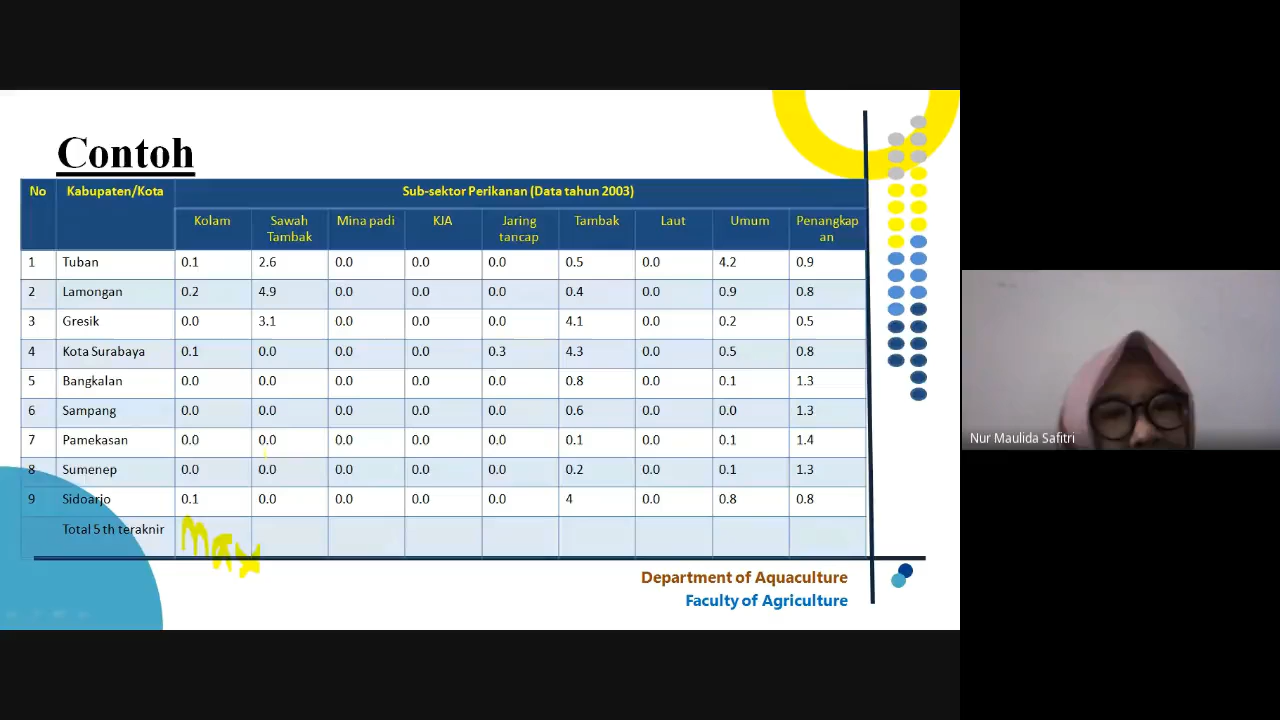 Contoh
No Kabupaten/Kota Sub-sektor Perikanan (Data tahun 2003)
Kolam Sawah Tambak Mina padi KJA Jaring tancap Tambak Laut Umum Penangkap an
1 Tuban 0.1 2.6 0.0 0.0 0.0 0.5 0.0 4.2 0.9
2 Lamongan 0.2 4.9 0.0 0.0 0.0 0.4 0.0 0.9 0.8
3 Gresik 0.0 3.1 0.0 0.0 0.0 4.1 0.0 0.2 0.5
4 Kota Surabaya 0.1 0.0 0.0 0.0 0.3 4.3 0.0 0.5 0.8
5 Bangkalan 0.0 0.0 0.0 0.0 0.0 0.8 0.0 0.1 1.3
6 Sampang 0.0 0.0 0.0 0.0 0.0 0.6 0.0 0.0 1.3
7 Pamekasan 0.0 0.0 0.0 0.0 0.0 0.1 0.0 0.1 1.4
8 Sumenep 0.0 0.0 0.0 0.0 0.0 0.2 0.0 0.1 1.3
9 Sidoarjo 0.1 0.0 0.0 0.0 0.0 4 0.0 0.8 0.8
Total 5 th teraknir
Max
Department of Aquaculture
Faculty of Agriculture
Nur Maulida Safitri